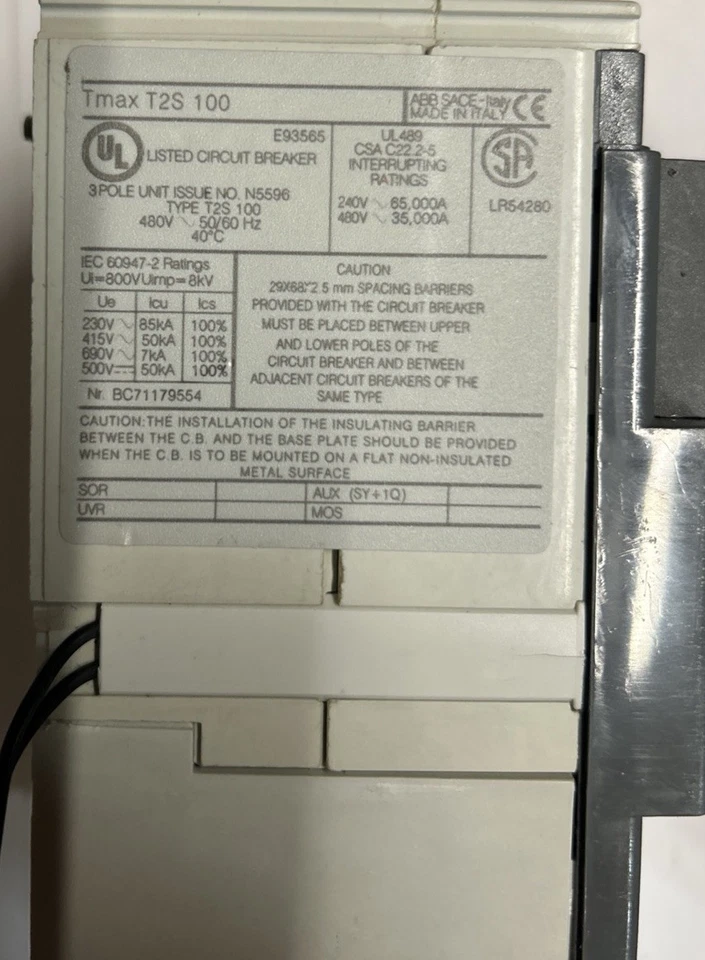 Tmax T2S 100
ABB SACE-Italy
MADE IN ITALY
CE
UL
E93565
LISTED CIRCUIT BREAKER
3 POLE UNIT ISSUE NO. N5596
TYPE T2S 100
480V ∿ 50/60 Hz
40°C
UL489
CSA C22.2-5
INTERRUPTING
RATINGS
240V ∿ 65,000A
480V ∿ 35,000A
SA
LR54280
IEC 60947-2 Ratings
Ui=800V Uimp=8kV
Ue Icu Ics
230V ∿ 85kA 100%
415V ∿ 50kA 100%
690V ∿ 7kA 100%
500V⎓ 50kA 100%
Nr. BC71179554
CAUTION
29X68X2.5 mm SPACING BARRIERS
PROVIDED WITH THE CIRCUIT BREAKER
MUST BE PLACED BETWEEN UPPER
AND LOWER POLES OF THE
CIRCUIT BREAKER AND BETWEEN
ADJACENT CIRCUIT BREAKERS OF THE
SAME TYPE
CAUTION:THE INSTALLATION OF THE INSULATING BARRIER
BETWEEN THE C.B. AND THE BASE PLATE SHOULD BE PROVIDED
WHEN THE C.B. IS TO BE MOUNTED ON A FLAT NON-INSULATED
METAL SURFACE
SOR AUX (SY+1Q)
UVR MOS